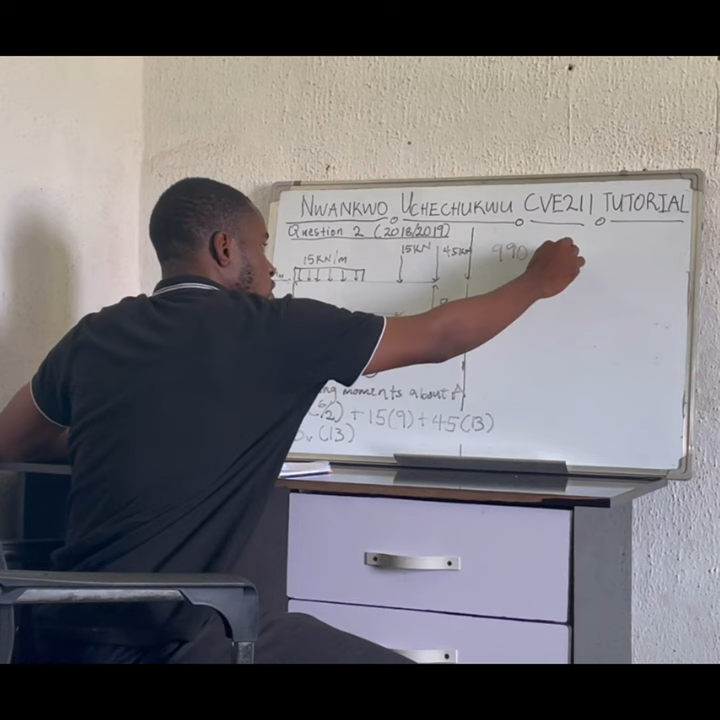 NWANKWO UCHECHUKWU CVE211 TUTORIAL
Question 2 (2018/2019)
15KN/m
15KN
45KN
990
moments about A
+ 15(9) + 45(13)
(13)